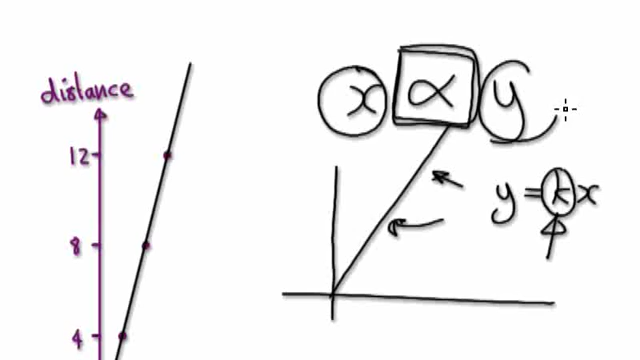 distance
12
8
4
x α y
y = kx